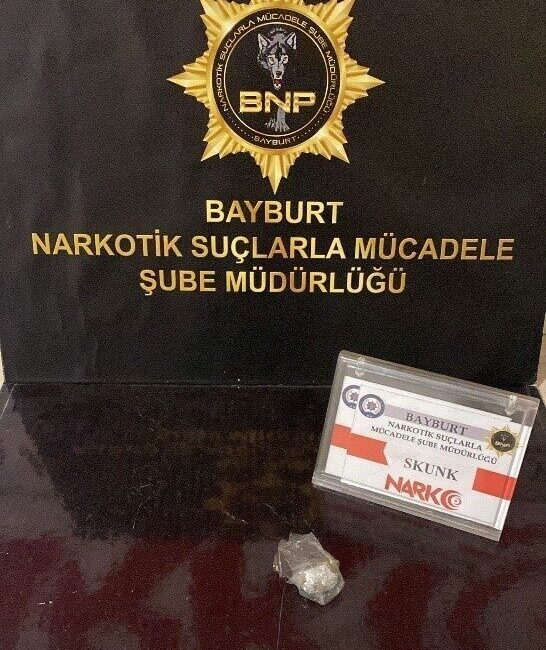 NARKOTİK SUÇLARLA MÜCADELE ŞUBE MÜDÜRLÜĞÜ
BNP
BAYBURT
BAYBURT
NARKOTİK SUÇLARLA MÜCADELE
ŞUBE MÜDÜRLÜĞÜ
BAYBURT
NARKOTİK SUÇLARLA
MÜCADELE ŞUBE MÜDÜRLÜĞÜ
SKUNK
NARKO